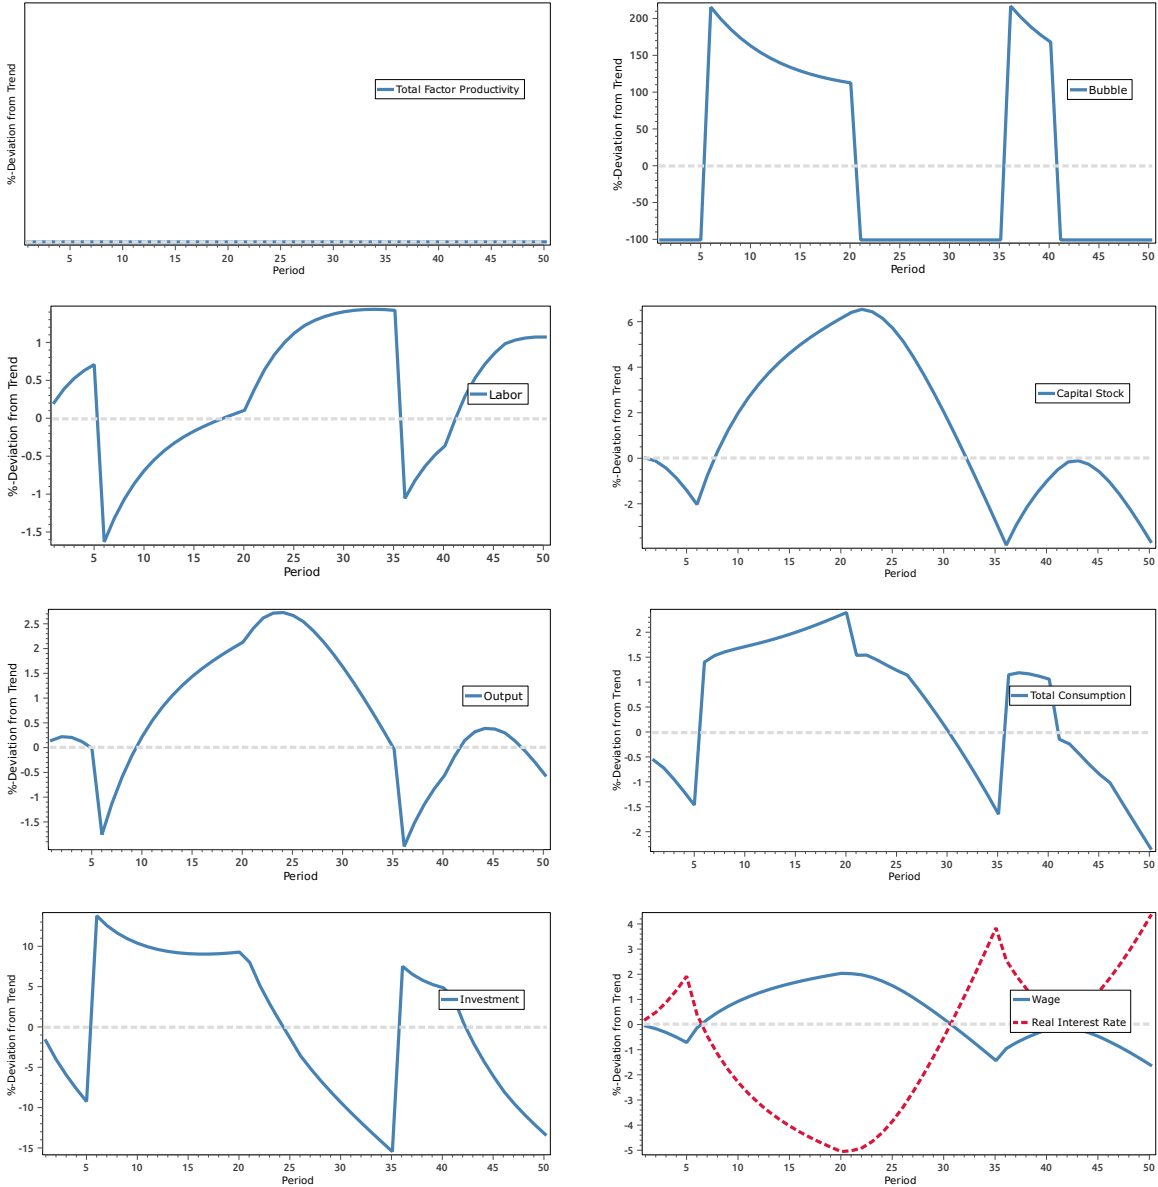 %-Deviation from Trend
Total Factor Productivity
5 10 15 20 25 30 35 40 45 50
Period
%-Deviation from Trend
200
150
100
50
0
-50
-100
Bubble
5 10 15 20 25 30 35 40 45 50
Period
%-Deviation from Trend
1
0.5
0
-0.5
-1
-1.5
Labor
5 10 15 20 25 30 35 40 45 50
Period
%-Deviation from Trend
6
4
2
0
-2
Capital Stock
5 10 15 20 25 30 35 40 45 50
Period
%-Deviation from Trend
2.5
2
1.5
1
0.5
0
-0.5
-1
-1.5
Output
5 10 15 20 25 30 35 40 45 50
Period
%-Deviation from Trend
2
1.5
1
0.5
0
-0.5
-1
-1.5
-2
Total Consumption
5 10 15 20 25 30 35 40 45 50
Period
%-Deviation from Trend
10
5
0
-5
-10
-15
Investment
5 10 15 20 25 30 35 40 45 50
Period
%-Deviation from Trend
4
3
2
1
0
-1
-2
-3
-4
-5
Wage
Real Interest Rate
5 10 15 20 25 30 35 40 45 50
Period